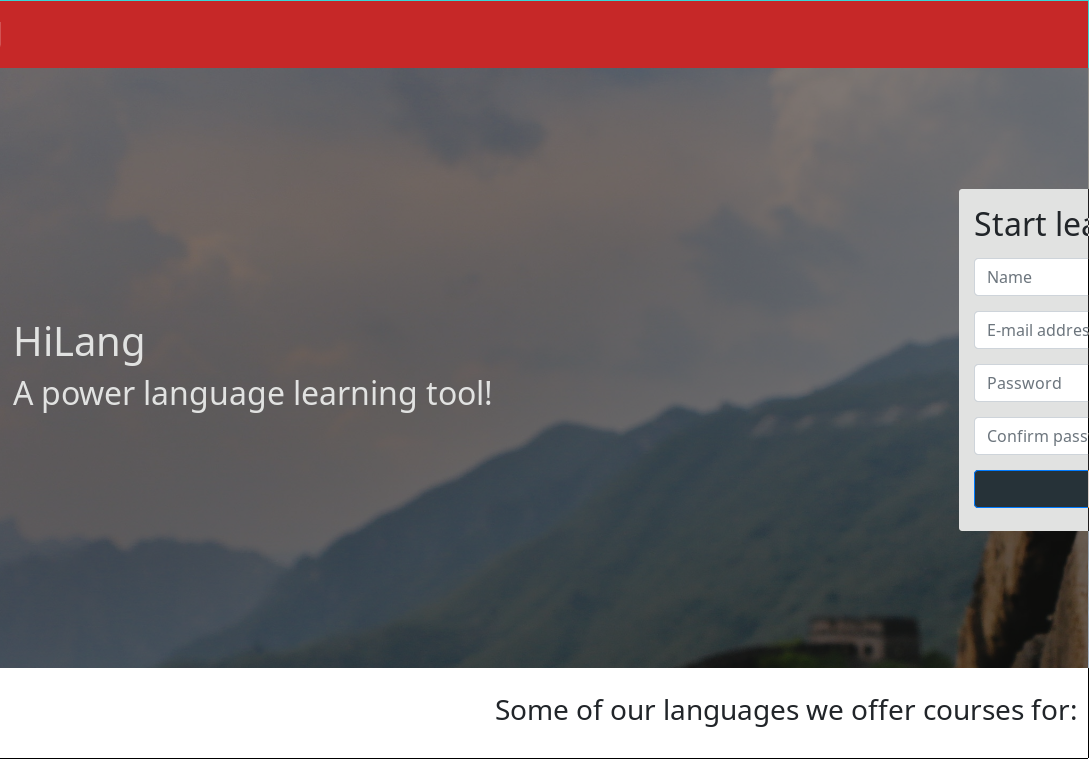 HiLang
A power language learning tool!
Start lea
Name
E-mail addres
Password
Confirm pass
Some of our languages we offer courses for: